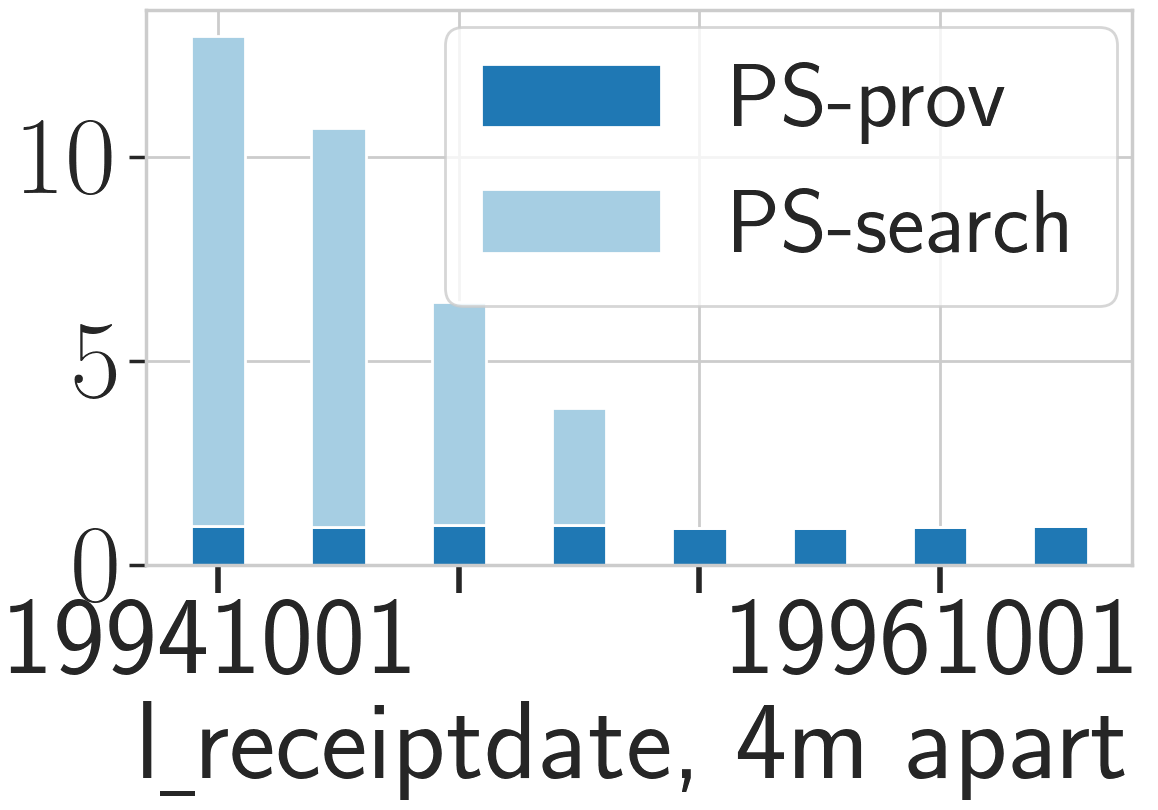 PS-prov
PS-search
10
5
0
19941001 19961001
l_receiptdate, 4m apart